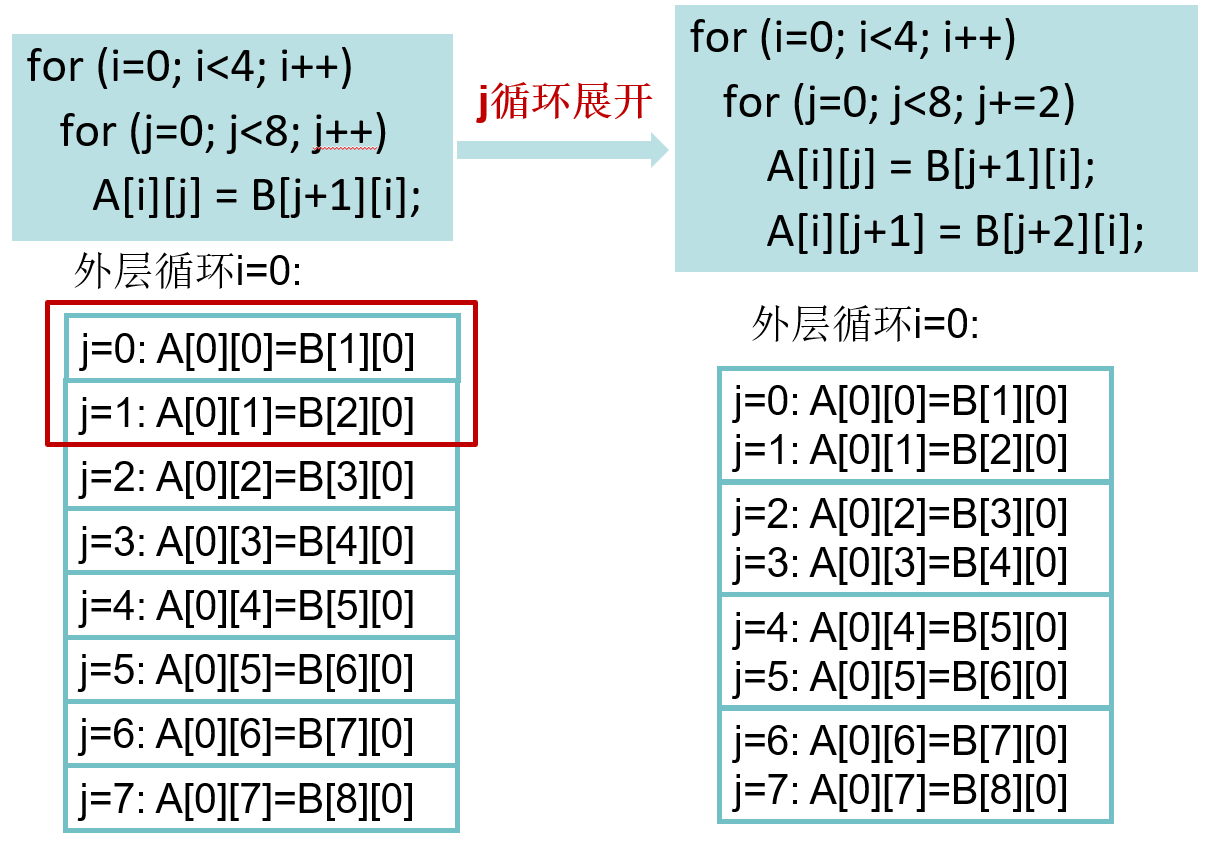 for (i=0; i<4; i++)
for (j=0; j<8; j++)
A[i][j] = B[j+1][i];
j循环展开
for (i=0; i<4; i++)
for (j=0; j<8; j+=2)
A[i][j] = B[j+1][i];
A[i][j+1] = B[j+2][i];
外层循环i=0:
j=0: A[0][0]=B[1][0]
j=1: A[0][1]=B[2][0]
j=2: A[0][2]=B[3][0]
j=3: A[0][3]=B[4][0]
j=4: A[0][4]=B[5][0]
j=5: A[0][5]=B[6][0]
j=6: A[0][6]=B[7][0]
j=7: A[0][7]=B[8][0]
外层循环i=0:
j=0: A[0][0]=B[1][0]
j=1: A[0][1]=B[2][0]
j=2: A[0][2]=B[3][0]
j=3: A[0][3]=B[4][0]
j=4: A[0][4]=B[5][0]
j=5: A[0][5]=B[6][0]
j=6: A[0][6]=B[7][0]
j=7: A[0][7]=B[8][0]